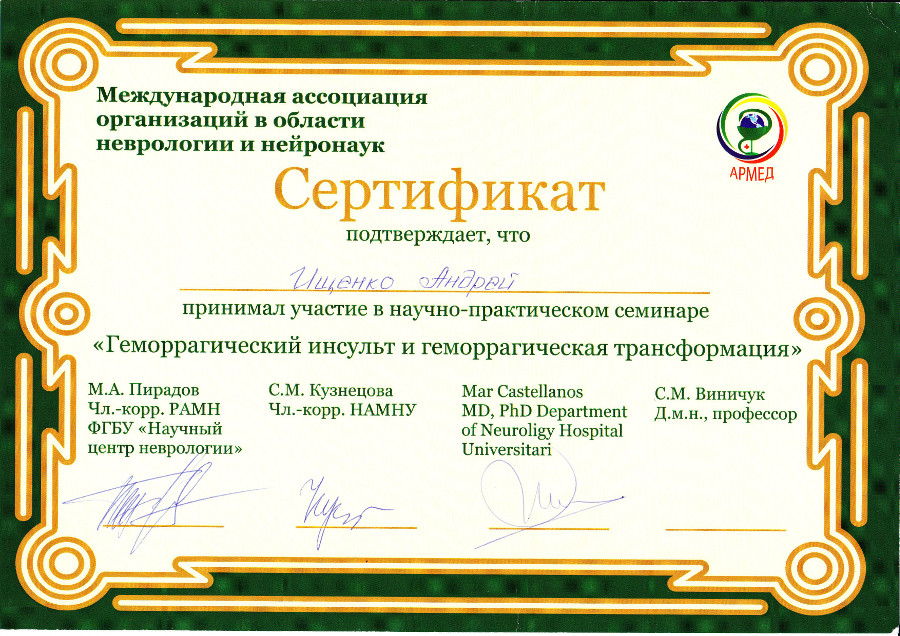 Международная ассоциация
организаций в области
неврологии и нейронаук
АРМЕД
Сертификат
подтверждает, что
Ищенко Андрей
принимал участие в научно-практическом семинаре
«Геморрагический инсульт и геморрагическая трансформация»
М.А. Пирадов
Чл.-корр. РАМН
ФГБУ «Научный
центр неврологии»
С.М. Кузнецова
Чл.-корр. НАМНУ
Mar Castellanos
MD, PhD Department
of Neuroligy Hospital
Universitari
С.М. Виничук
Д.м.н., профессор